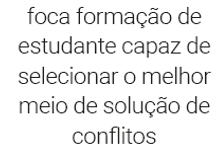 foca formação de
estudante capaz de
selecionar o melhor
meio de solução de
conflitos